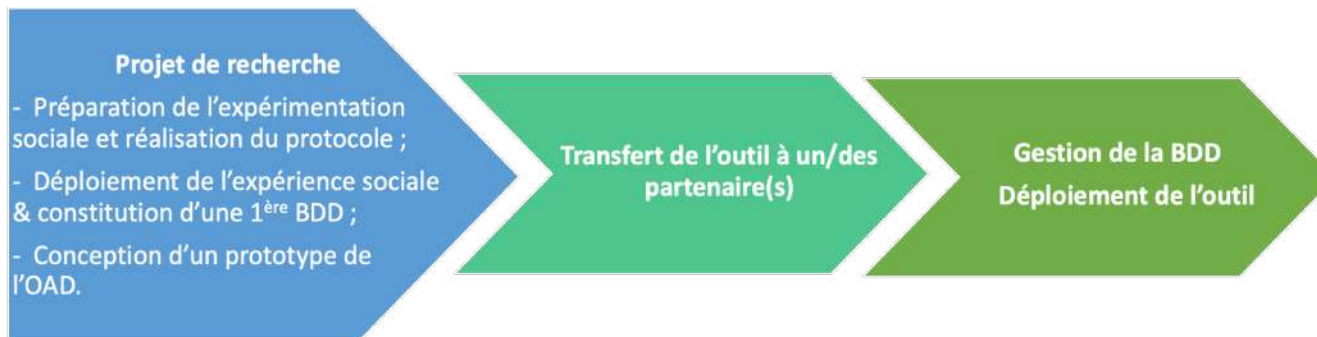 Projet de recherche
- Préparation de l'expérimentation
sociale et réalisation du protocole ;
- Déploiement de l'expérience sociale
& constitution d'une 1ère BDD ;
- Conception d'un prototype de
l'OAD.
Transfert de l'outil à un/des
partenaire(s)
Gestion de la BDD
Déploiement de l'outil